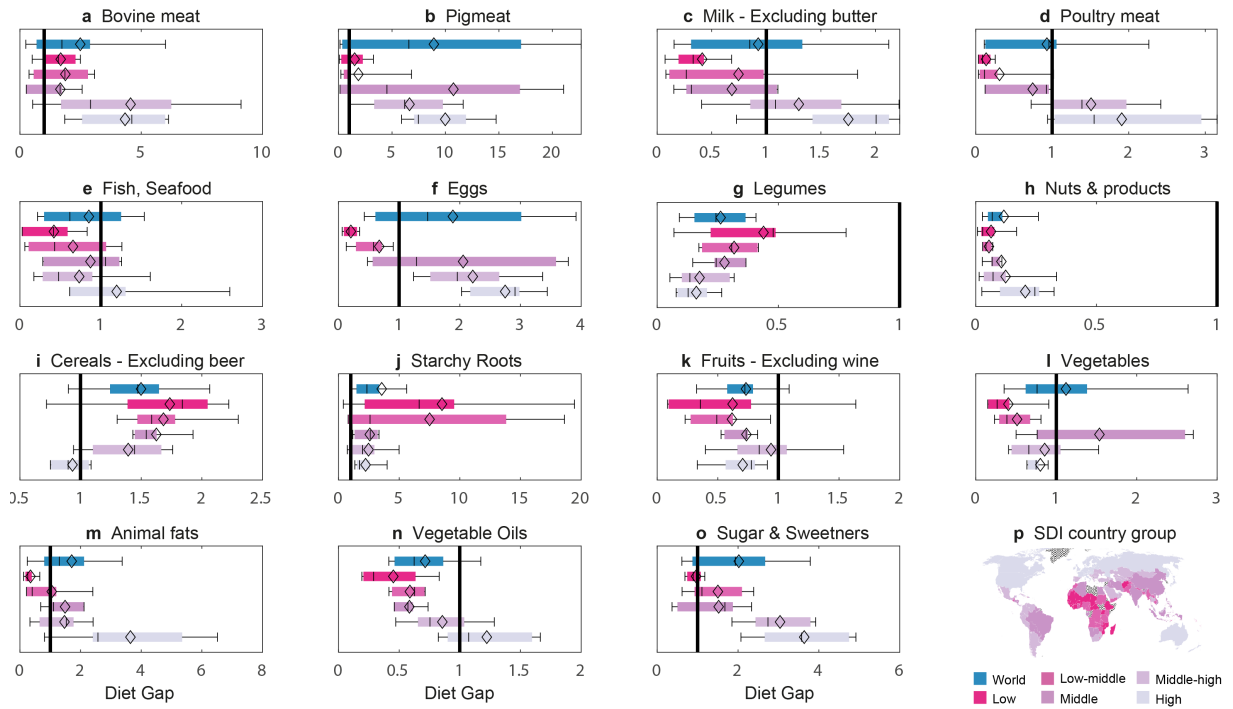 a Bovine meat
b Pigmeat
c Milk - Excluding butter
d Poultry meat
0 5 10
0 5 10 15 20
0 0.5 1 1.5 2
0 1 2 3
e Fish, Seafood
f Eggs
g Legumes
h Nuts & products
0 1 2 3
0 1 2 3 4
0 0.5 1
0 0.5 1
i Cereals - Excluding beer
j Starchy Roots
k Fruits - Excluding wine
l Vegetables
0.5 1 1.5 2 2.5
0 5 10 15 20
0 0.5 1 1.5 2
0 1 2 3
m Animal fats
n Vegetable Oils
o Sugar & Sweetners
p SDI country group
0 2 4 6 8
0 0.5 1 1.5 2
0 2 4 6
Diet Gap
Diet Gap
Diet Gap
World
Low-middle
Middle-high
Low
Middle
High